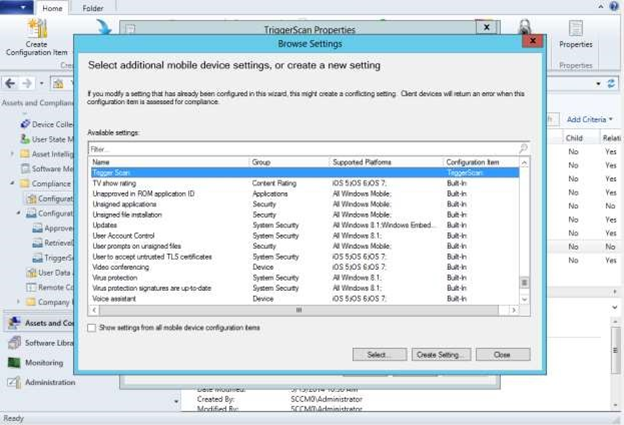 Home Folder
TriggerScan Properties
x
Create
Configuration Item
Browse Settings
x
Properties
Properties
Select additional mobile device settings, or create a new setting
If you modify a setting that has already been configured in this wizard, this might create a conflicting setting. Client devices will return an error when this
configuration item is assessed for compliance.
Available settings:
Filter...
Name Group Supported Platforms Configuration Item
Trigger Scan TriggerScan
TV show rating Content Rating iOS 5;iOS 6;iOS 7; Built-In
Unapproved in ROM application ID Applications All Windows Mobile; Built-In
Unsigned applications Security All Windows Mobile; Built-In
Unsigned file installation Security All Windows Mobile; Built-In
Updates System Security All Windows 8.1;Windows Embed... Built-In
User Account Control System Security All Windows 8.1; Built-In
User prompts on unsigned files Security All Windows Mobile; Built-In
User to accept untrusted TLS certificates System Security iOS 5;iOS 6;iOS 7; Built-In
Video conferencing Device iOS 5;iOS 6;iOS 7; Built-In
Virus protection System Security All Windows 8.1; Built-In
Virus protection signatures are up-to-date System Security All Windows 8.1; Built-In
Voice assistant Device iOS 5;iOS 6;iOS 7; Built-In
Show settings from all mobile device configuration items
Select... Create Setting... Close
Assets and Complianc
Device Collec
User State M
Asset Intellig
Software Me
Compliance
Configurat
Configurat
Approve
RetrieveD
TriggerS
User Data
Remote Co
Company
Assets and Co
Software Libra
Monitoring
Administration
Add Criteria
Child Relati
No Yes
No Yes
No Yes
No Yes
No No
No Yes
No Yes
No No
No Yes
Created By: SCCM0\Administrator
Modified By: SCCM0\Administrator
Ready